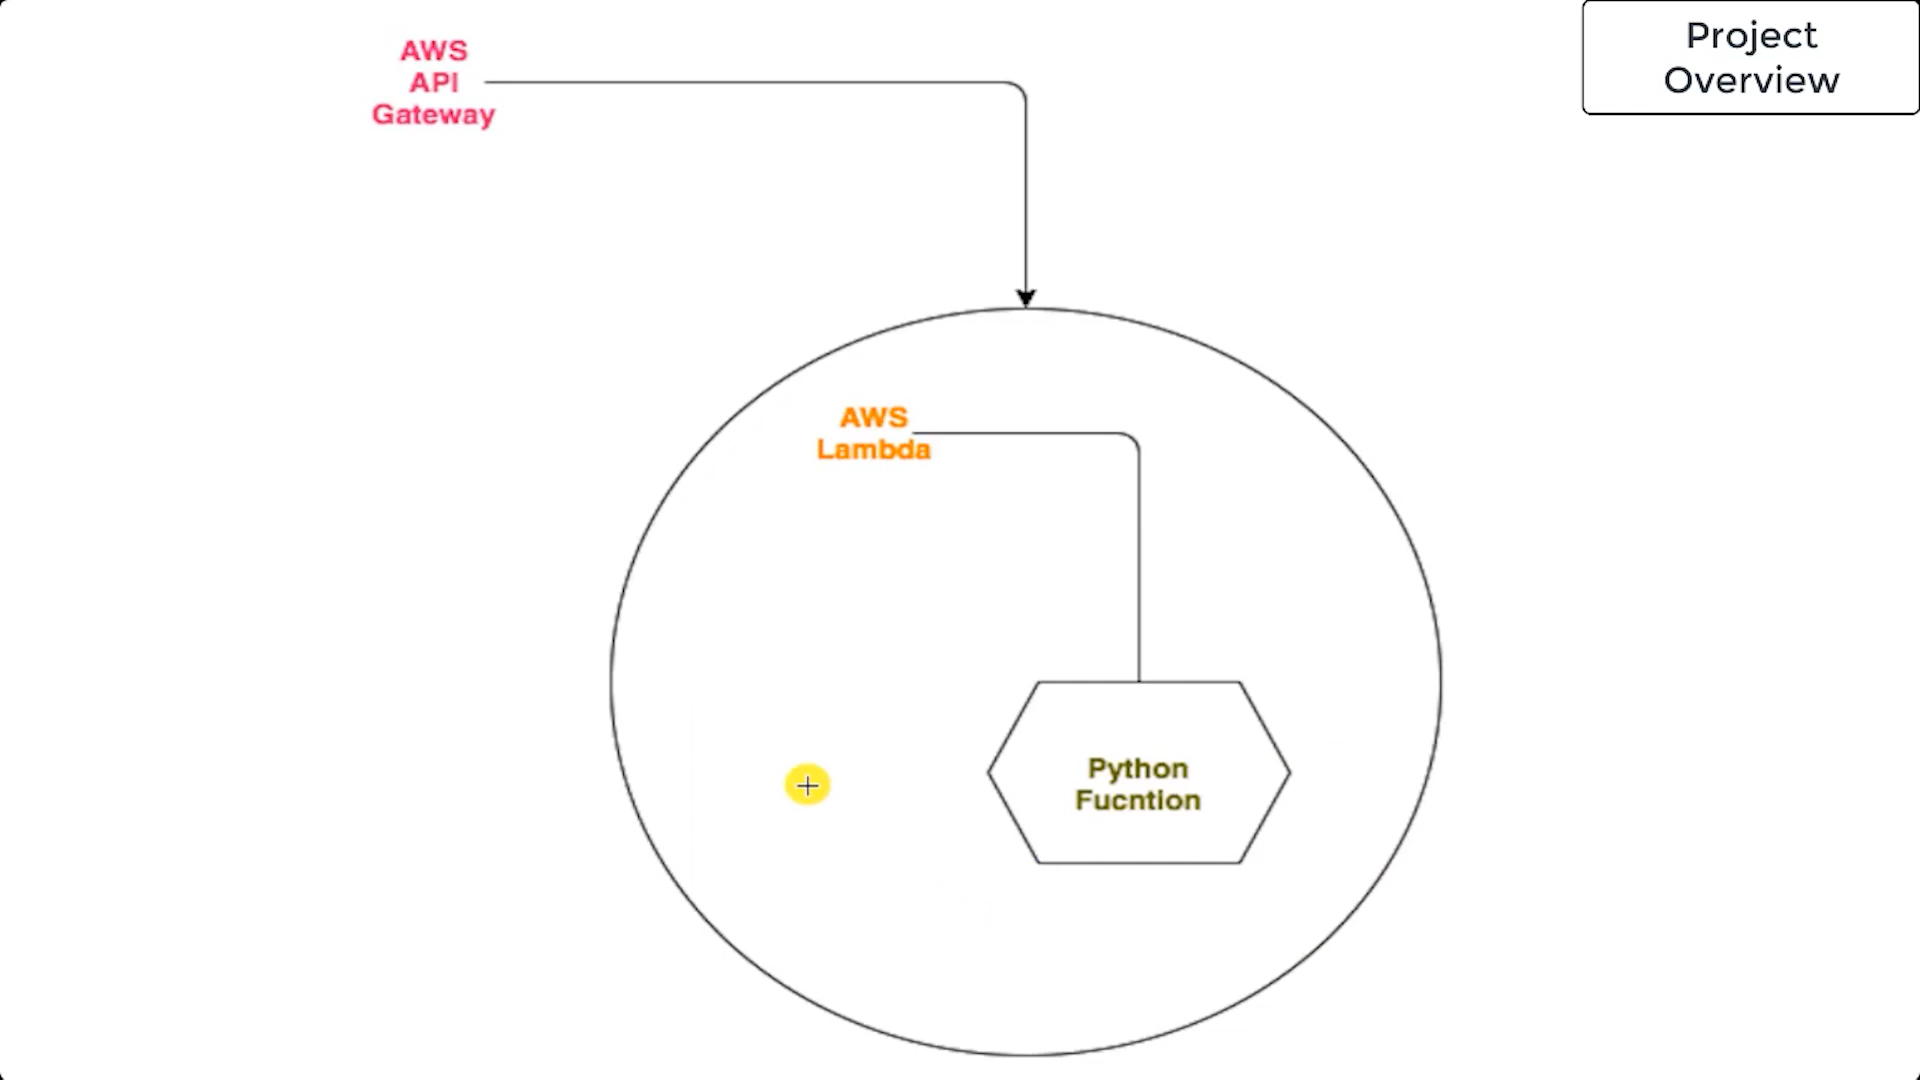 AWS
API
Gateway
Project
Overview
AWS
Lambda
Python
Fucntion